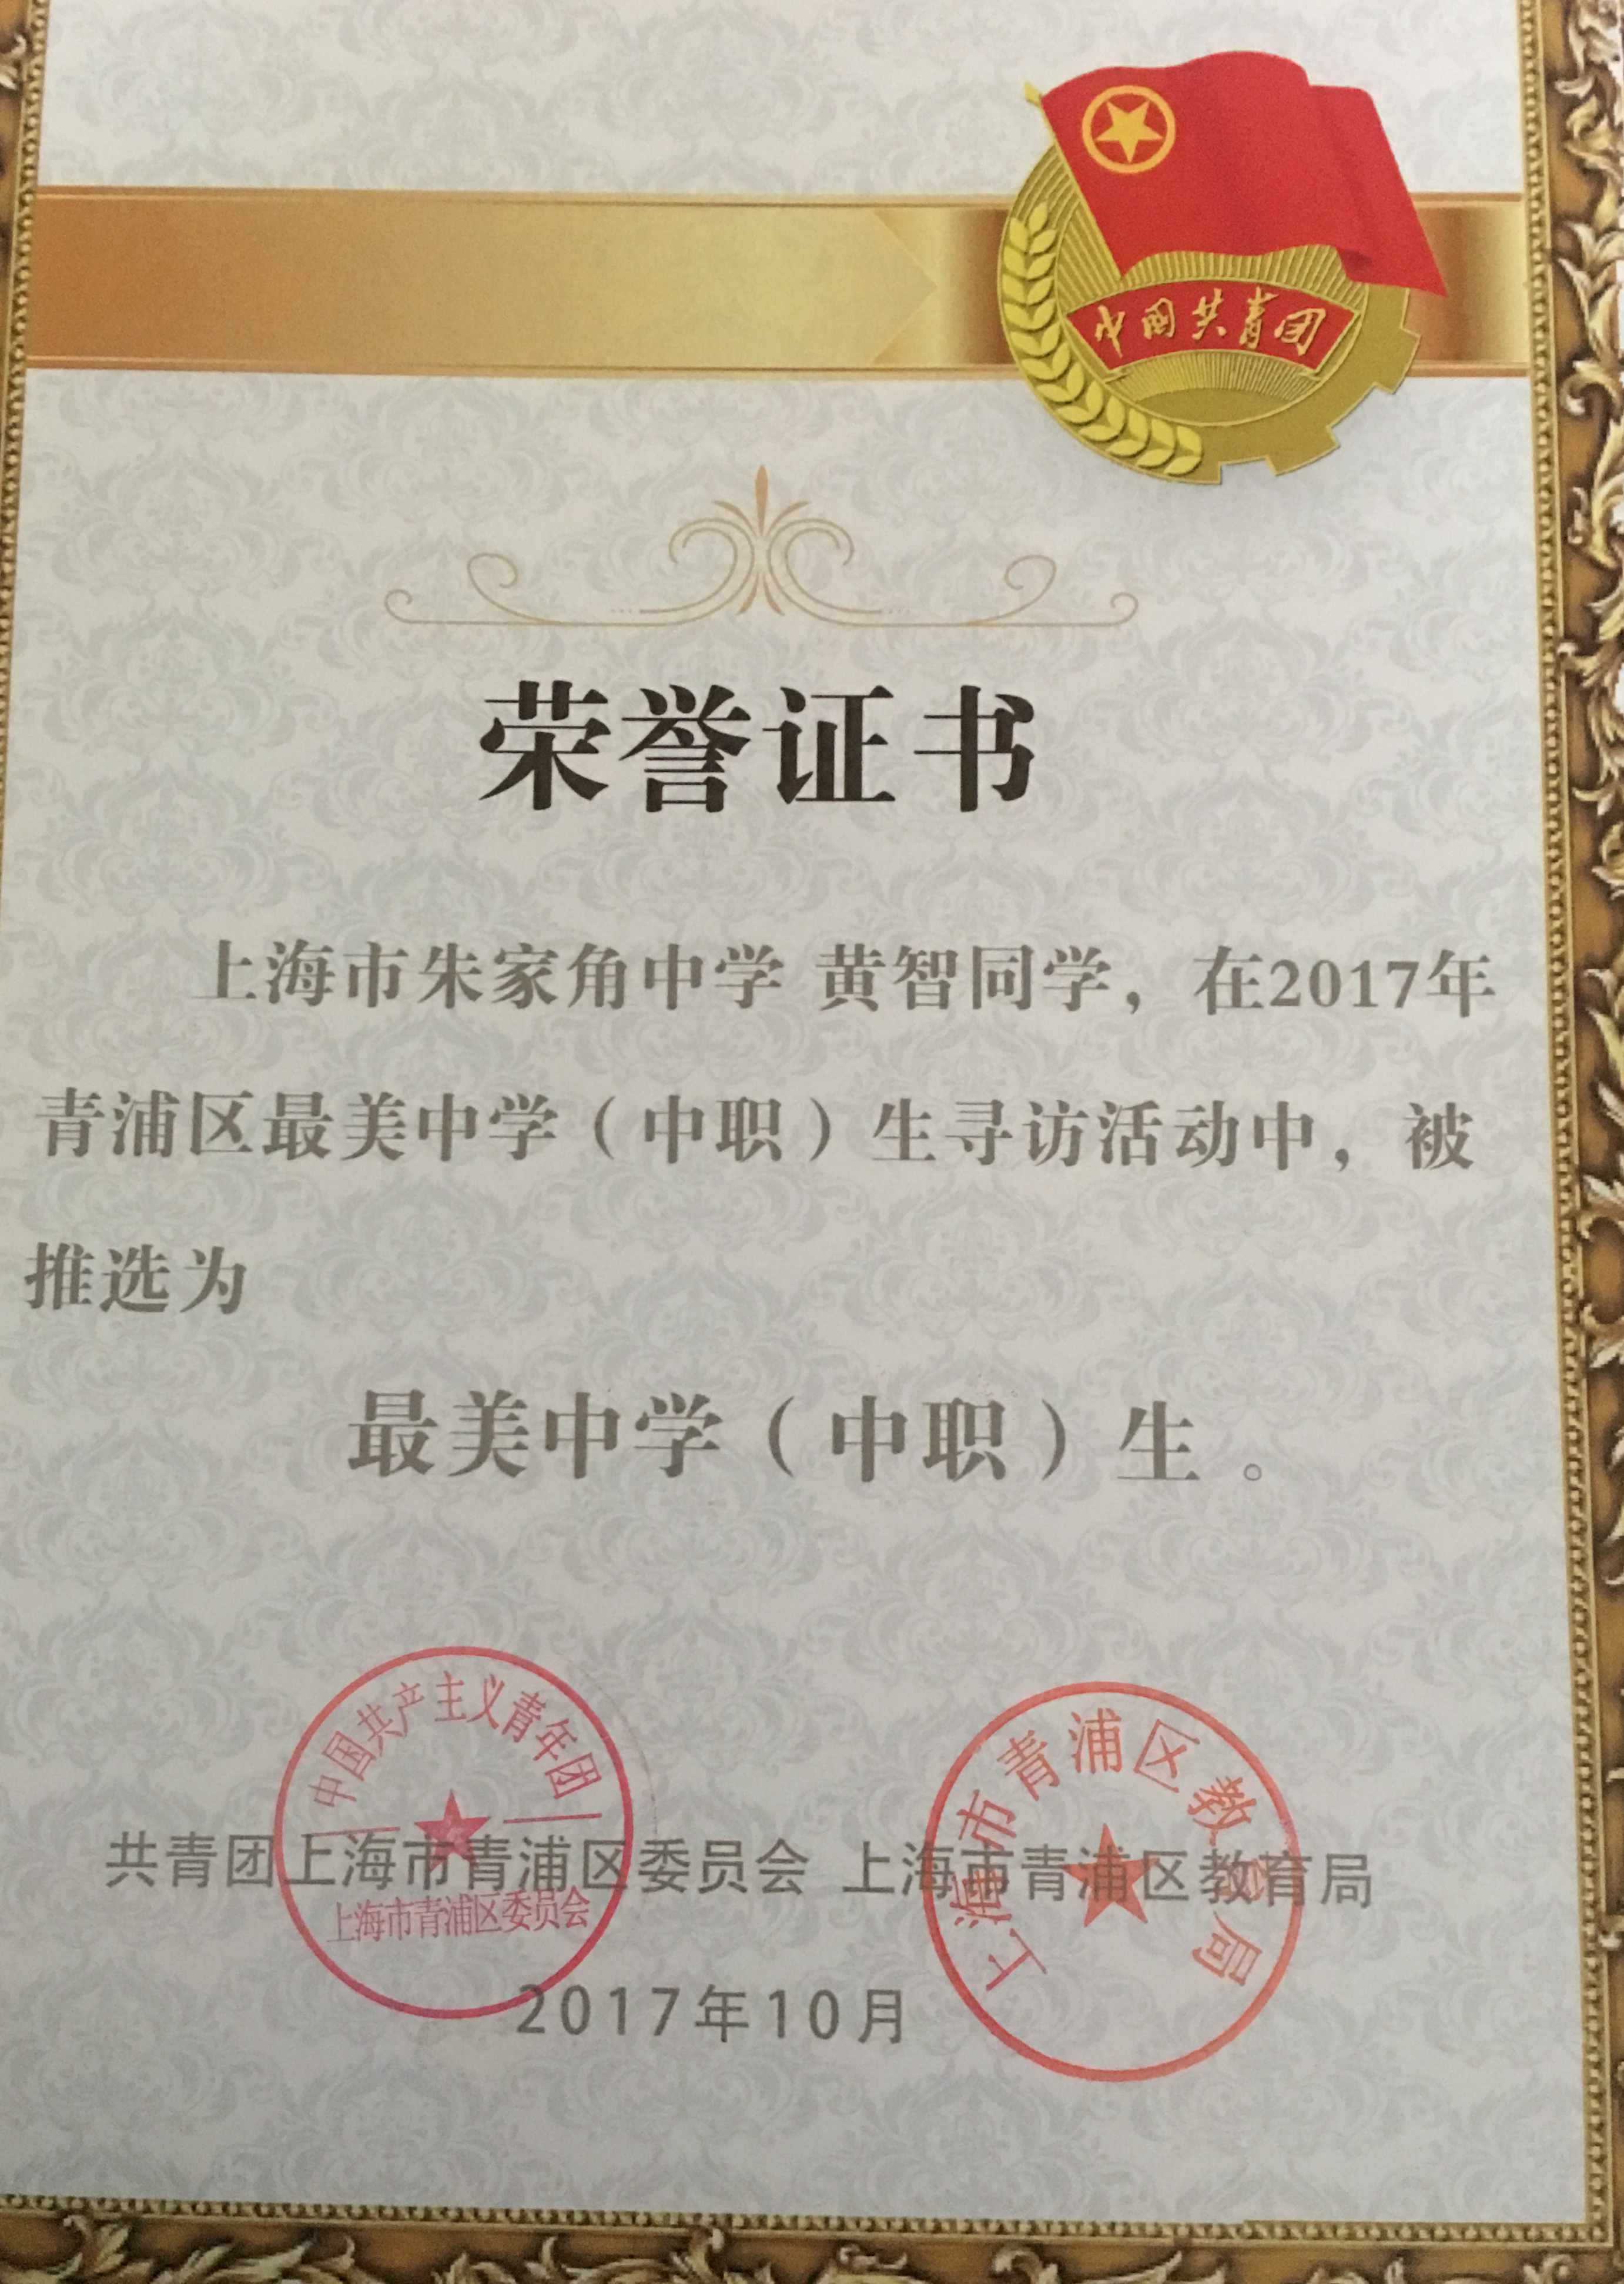 中国共青团
荣誉证书
上海市朱家角中学 黄智同学，在2017年
青浦区最美中学（中职）生寻访活动中，被
推选为
最美中学（中职）生。
中国共产主义青年团
上海市青浦区委员会
上海市青浦区教育局
共青团上海市青浦区委员会 上海市青浦区教育局
2017年10月